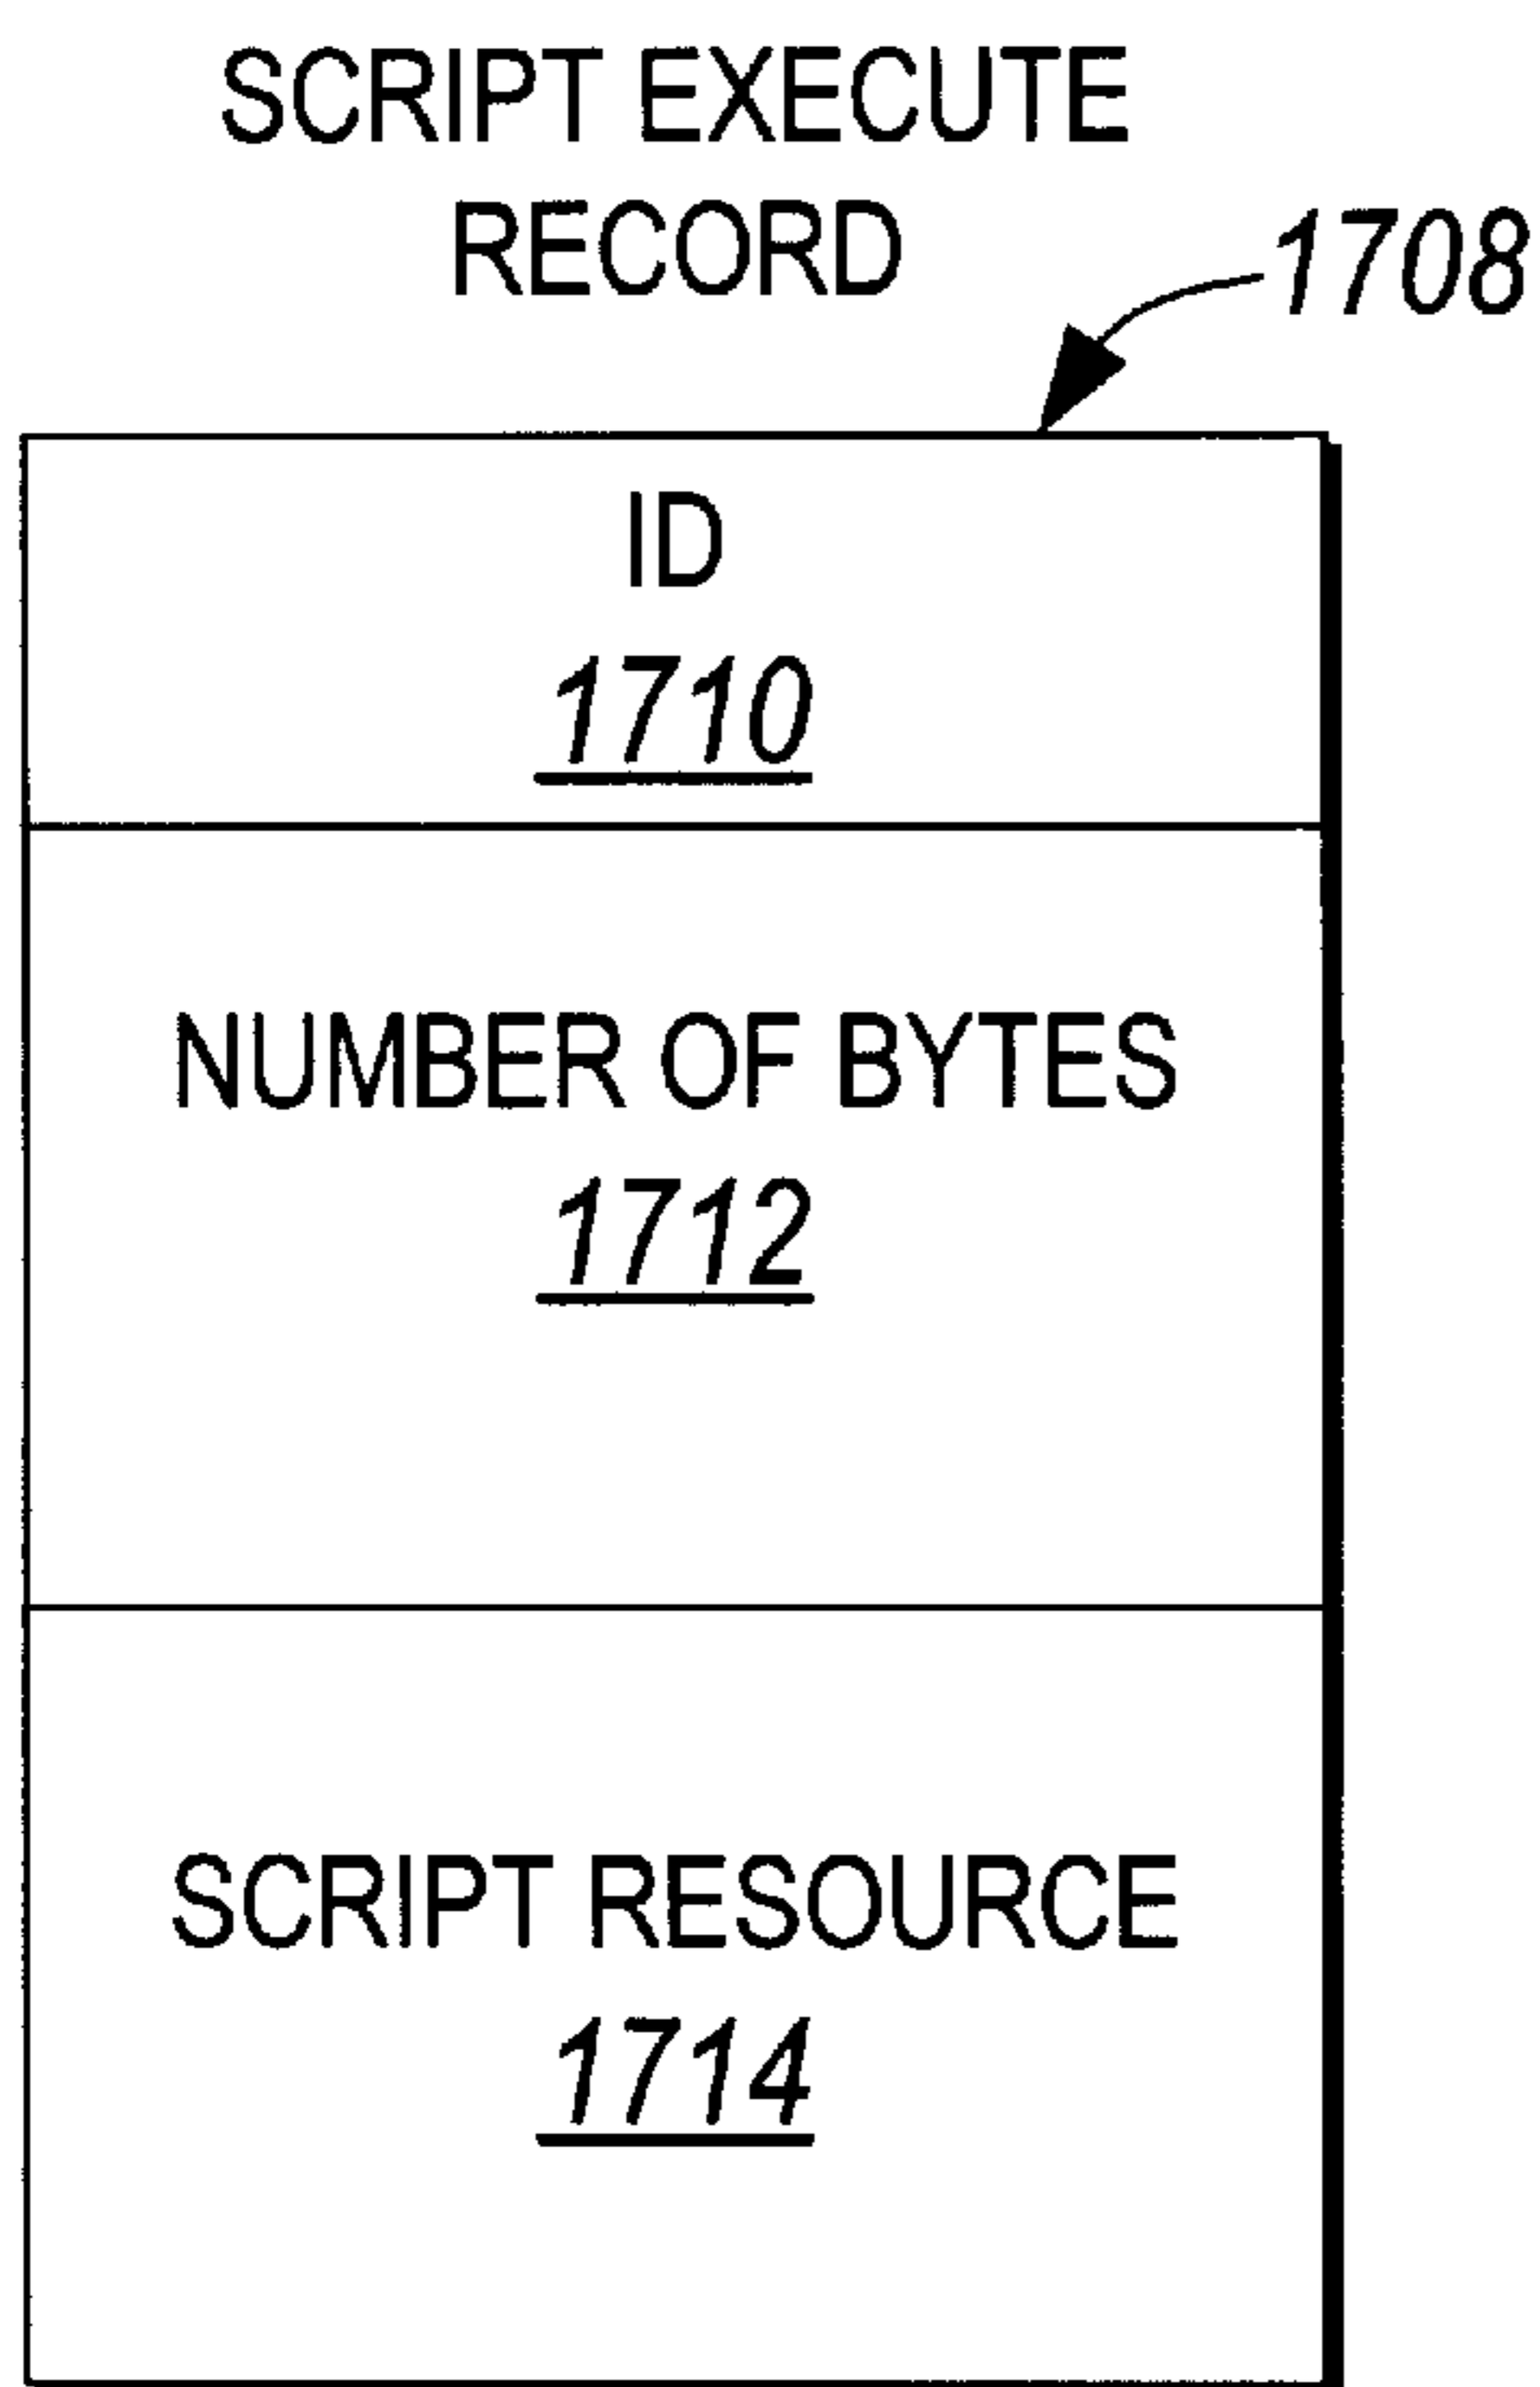 SCRIPT EXECUTE
RECORD
1708
ID
1710
NUMBER OF BYTES
1712
SCRIPT RESOURCE
1714